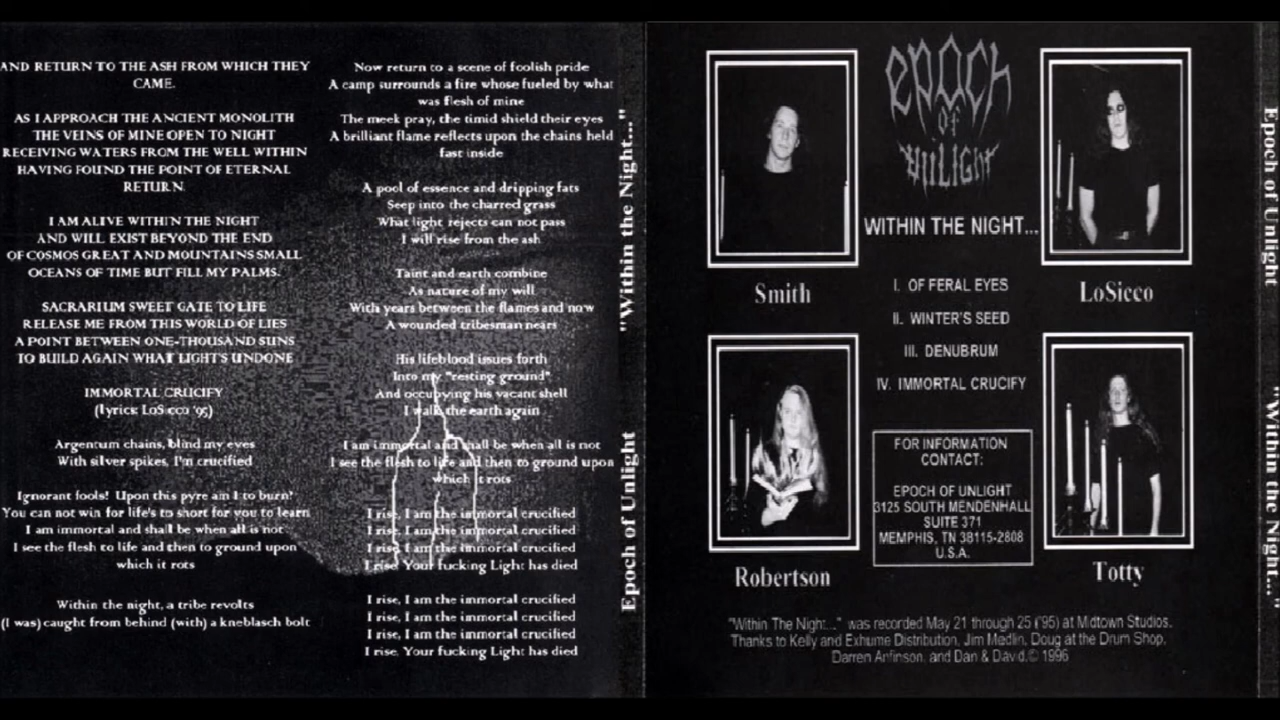 AND RETURN TO THE ASH FROM WHICH THEY
CAME.
AS I APPROACH THE ANCIENT MONOLITH
THE VEINS OF MINE OPEN TO NIGHT
RECEIVING WATERS FROM THE WELL WITHIN
HAVING FOUND THE POINT OF ETERNAL
RETURN.
I AM ALIVE WITHIN THE NIGHT
AND WILL EXIST BEYOND THE END
OF COSMOS GREAT AND MOUNTAINS SMALL
OCEANS OF TIME BUT FILL MY PALMS.
SACRARIUM SWEET GATE TO LIFE
RELEASE ME FROM THIS WORLD OF LIES
A POINT BETWEEN ONE-THOUSAND SUNS
TO BUILD AGAIN WHAT LIGHT'S UNDONE
IMMORTAL CRUCIFY
(Lyrics: LoSicco '95)
Argentum chains, blind my eyes
With silver spikes, I'm crucified
Ignorant fools! Upon this pyre am I to burn?
You can not win for life's to short for you to learn
I am immortal and shall be when all is not
I see the flesh to life and then to ground upon
which it rots
Within the night, a tribe revolts
(I was) caught from behind (with) a kneblasch bolt
Now return to a scene of foolish pride
A camp surrounds a fire whose fueled by what
was flesh of mine
The meek pray, the timid shield their eyes
A brilliant flame reflects upon the chains held
fast inside
A pool of essence and dripping fats
Seep into the charred grass
What light rejects can not pass
I will rise from the ash
Taint and earth combine
As nature of my will
With years between the flames and now
A wounded tribesman nears
His lifeblood issues forth
Into my "resting ground"
And occupying his vacant shell
I walk the earth again
I am immortal and shall be when all is not
I see the flesh to life and then to ground upon
which it rots
I rise, I am the immortal crucified
I rise, I am the immortal crucified
I rise, I am the immortal crucified
I rise. Your fucking Light has died
I rise, I am the immortal crucified
I rise, I am the immortal crucified
I rise, I am the immortal crucified
I rise. Your fucking Light has died
Epoch of Unlight "Within the Night..."
epoch
of
UNLIGHT
WITHIN THE NIGHT...
Smith
LoSicco
I. OF FERAL EYES
II. WINTER'S SEED
III. DENUBRUM
IV. IMMORTAL CRUCIFY
Robertson
Totty
FOR INFORMATION
CONTACT:
EPOCH OF UNLIGHT
3125 SOUTH MENDENHALL
SUITE 371
MEMPHIS, TN 38115-2808
U.S.A.
"Within The Night..." was recorded May 21 through 25 ('95) at Midtown Studios.
Thanks to Kelly and Exhume Distribution, Jim Medlin, Doug at the Drum Shop,
Darren Anfinson, and Dan & David.© 1996
Epoch of Unlight "Within the Night..."